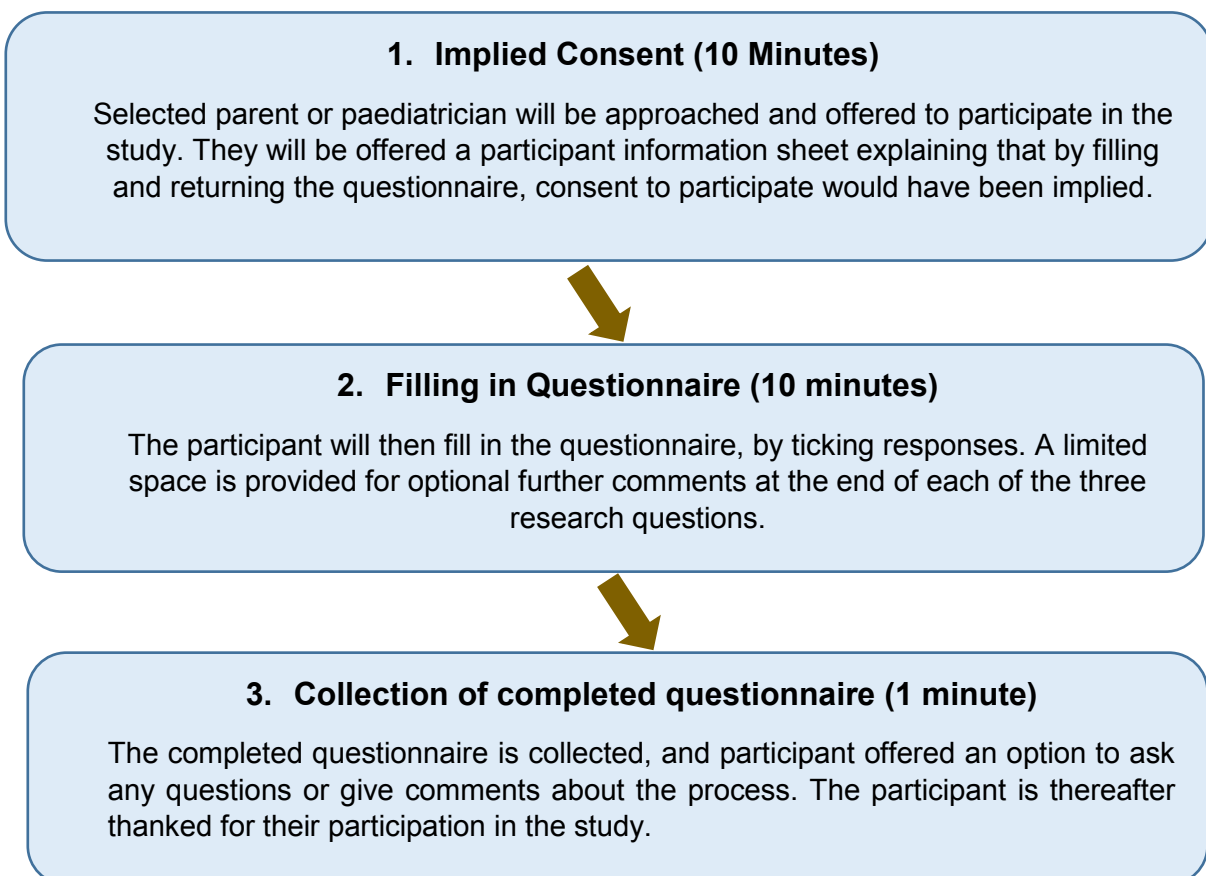 1. Implied Consent (10 Minutes)
Selected parent or paediatrician will be approached and offered to participate in the
study. They will be offered a participant information sheet explaining that by filling
and returning the questionnaire, consent to participate would have been implied.
2. Filling in Questionnaire (10 minutes)
The participant will then fill in the questionnaire, by ticking responses. A limited
space is provided for optional further comments at the end of each of the three
research questions.
3. Collection of completed questionnaire (1 minute)
The completed questionnaire is collected, and participant offered an option to ask
any questions or give comments about the process. The participant is thereafter
thanked for their participation in the study.